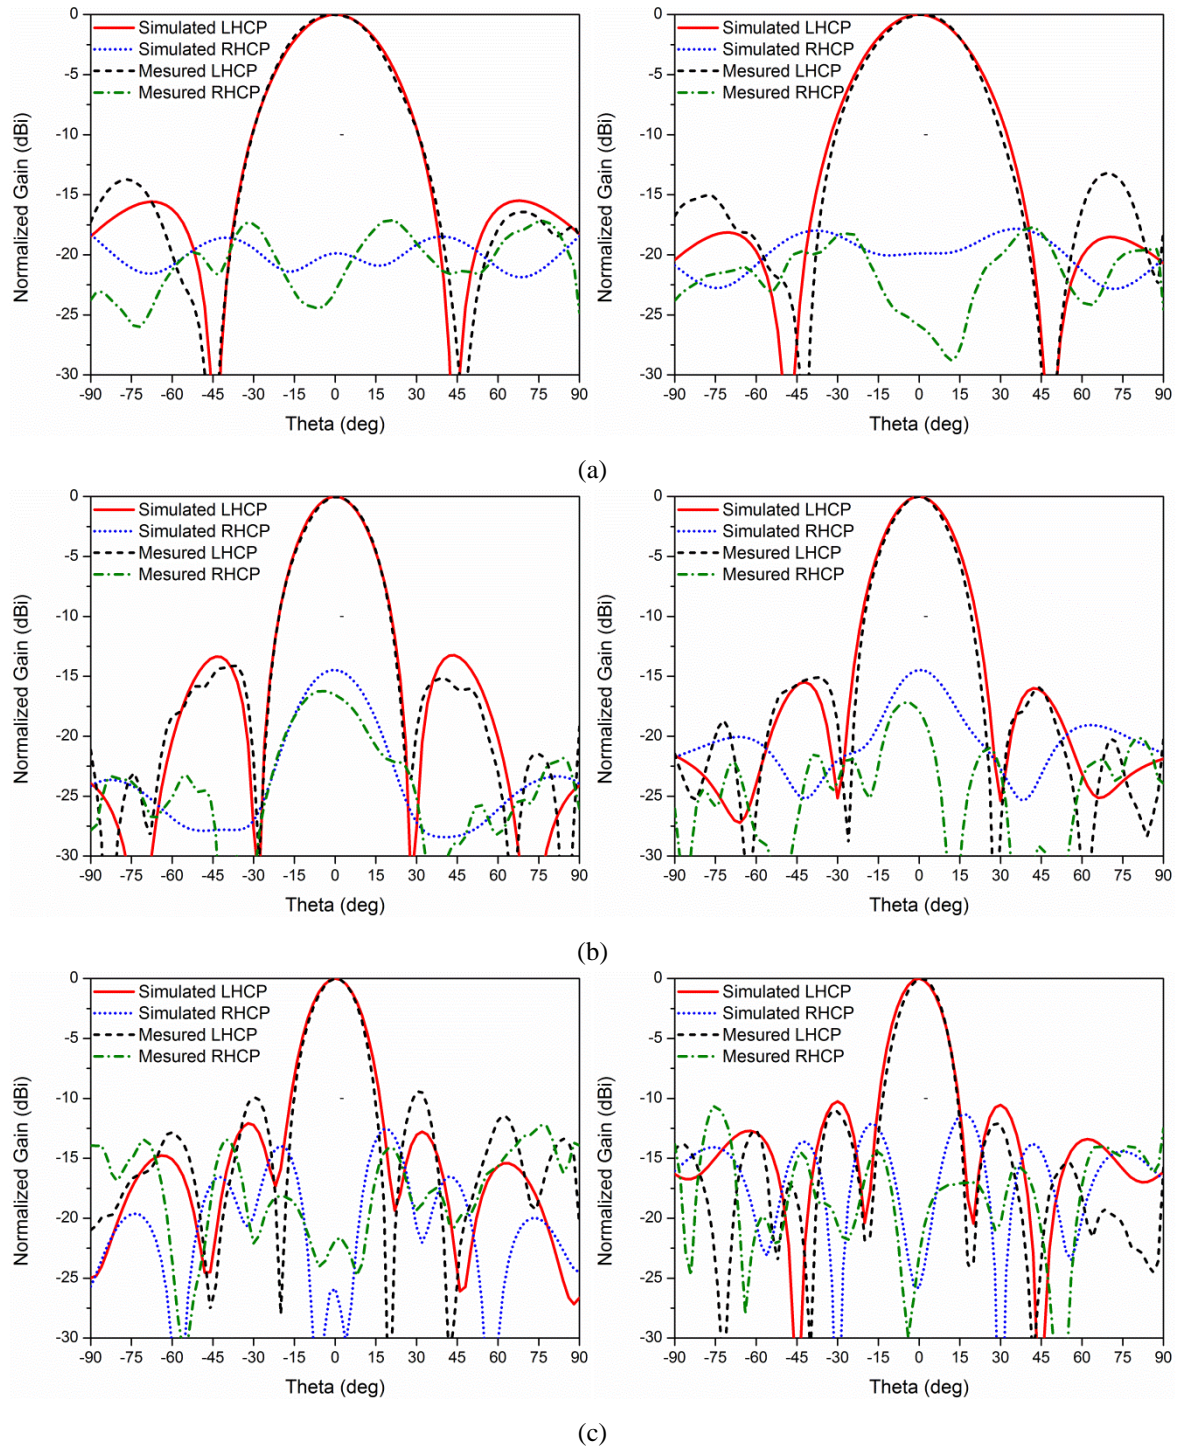 Simulated LHCP
Simulated RHCP
Mesured LHCP
Mesured RHCP
Normalized Gain (dBi)
0
-5
-10
-15
-20
-25
-30
-90 -75 -60 -45 -30 -15 0 15 30 45 60 75 90
Theta (deg)
Simulated LHCP
Simulated RHCP
Mesured LHCP
Mesured RHCP
Normalized Gain (dBi)
0
-5
-10
-15
-20
-25
-30
-90 -75 -60 -45 -30 -15 0 15 30 45 60 75 90
Theta (deg)
(a)
Simulated LHCP
Simulated RHCP
Mesured LHCP
Mesured RHCP
Normalized Gain (dBi)
0
-5
-10
-15
-20
-25
-30
-90 -75 -60 -45 -30 -15 0 15 30 45 60 75 90
Theta (deg)
Simulated LHCP
Simulated RHCP
Mesured LHCP
Mesured RHCP
Normalized Gain (dBi)
0
-5
-10
-15
-20
-25
-30
-90 -75 -60 -45 -30 -15 0 15 30 45 60 75 90
Theta (deg)
(b)
Simulated LHCP
Simulated RHCP
Mesured LHCP
Mesured RHCP
Normalized Gain (dBi)
0
-5
-10
-15
-20
-25
-30
-90 -75 -60 -45 -30 -15 0 15 30 45 60 75 90
Theta (deg)
Simulated LHCP
Simulated RHCP
Mesured LHCP
Mesured RHCP
Normalized Gain (dBi)
0
-5
-10
-15
-20
-25
-30
-90 -75 -60 -45 -30 -15 0 15 30 45 60 75 90
Theta (deg)
(c)